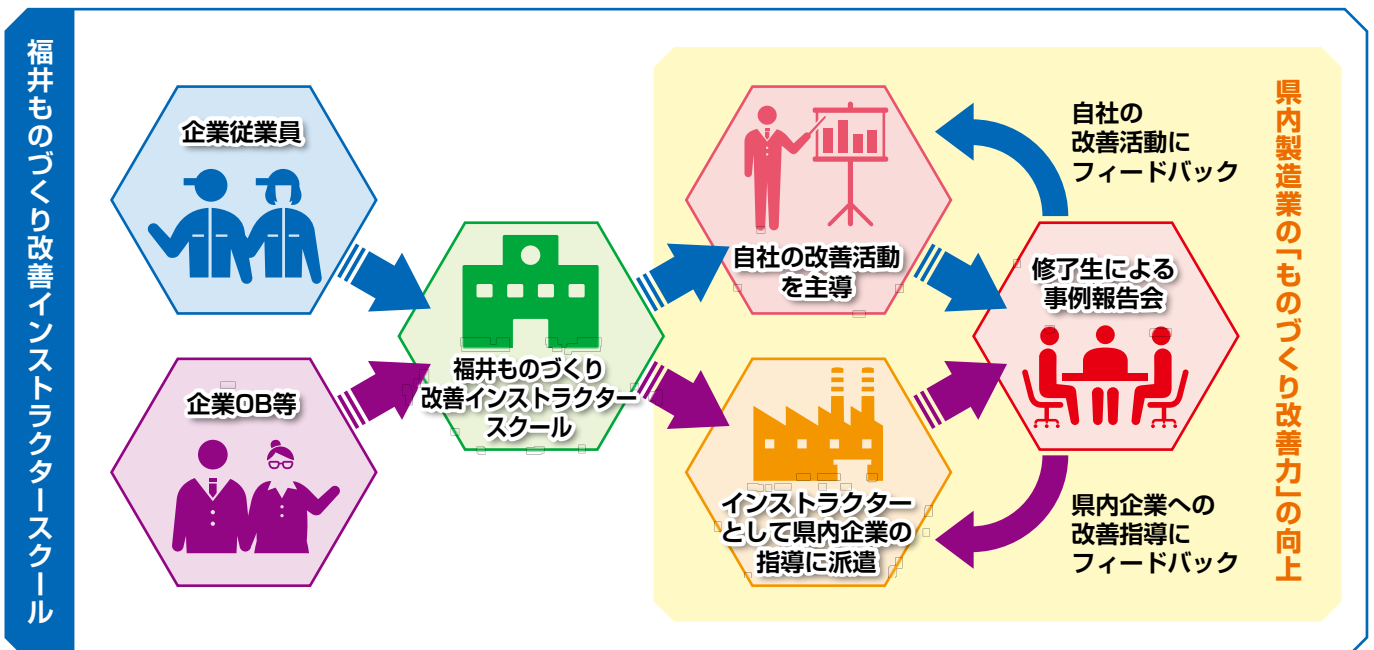 福井ものづくり改善インストラクタースクール
企業従業員
企業OB等
福井ものづくり
改善インストラクター
スクール
自社の改善活動
を主導
インストラクター
として県内企業の
指導に派遣
修了生による
事例報告会
自社の
改善活動に
フィードバック
県内企業への
改善指導に
フィードバック
県内製造業の「ものづくり改善力」の向上